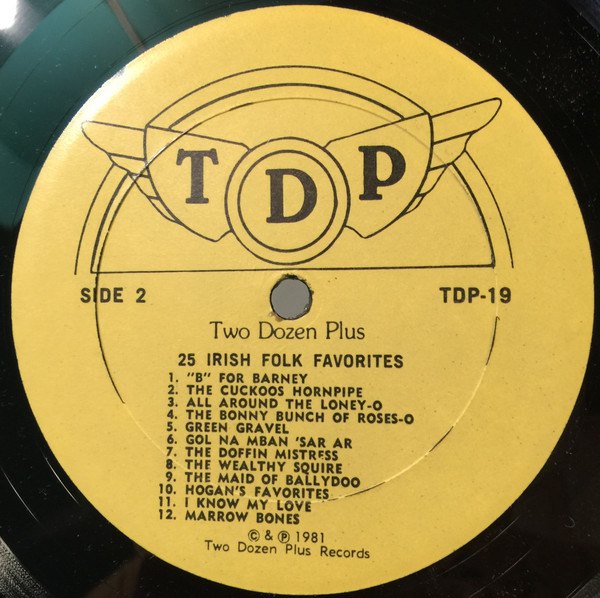 T D P
SIDE 2 TDP-19
Two Dozen Plus
25 IRISH FOLK FAVORITES
1. "B" FOR BARNEY
2. THE CUCKOOS HORNPIPE
3. ALL AROUND THE LONEY-O
4. THE BONNY BUNCH OF ROSES-O
5. GREEN GRAVEL
6. GOL NA MBAN 'SAR AR
7. THE DOFFIN MISTRESS
8. THE WEALTHY SQUIRE
9. THE MAID OF BALLYDOO
10. HOGAN'S FAVORITES
11. I KNOW MY LOVE
12. MARROW BONES
© & ℗ 1981
Two Dozen Plus Records